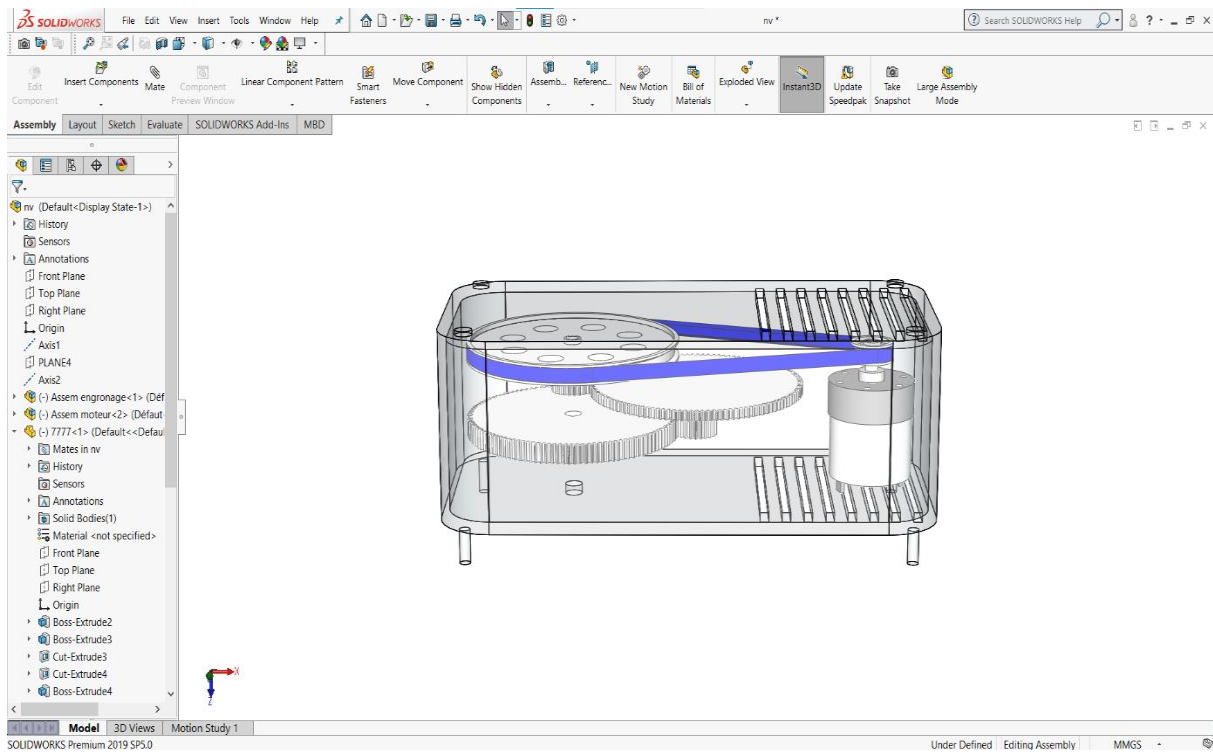 SOLIDWORKS File Edit View Insert Tools Window Help nv * Search SOLIDWORKS Help ?
Edit Component Insert Components Mate Component Preview Window Linear Component Pattern Smart Fasteners Move Component Show Hidden Components Assemb... Referenc... New Motion Study Bill of Materials Exploded View Instant3D Update Speedpak Take Snapshot Large Assembly Mode
Assembly Layout Sketch Evaluate SOLIDWORKS Add-Ins MBD
nv (Default<Display State-1>)
History
Sensors
Annotations
Front Plane
Top Plane
Right Plane
Origin
Axis1
PLANE4
Axis2
(-) Assem engronage<1> (Déf
(-) Assem moteur<2> (Défaut
(-) 7777<1> (Default<<Defaul
Mates in nv
History
Sensors
Annotations
Solid Bodies(1)
Material <not specified>
Front Plane
Top Plane
Right Plane
Origin
Boss-Extrude2
Boss-Extrude3
Cut-Extrude3
Cut-Extrude4
Boss-Extrude4
X
Z
Model 3D Views Motion Study 1
SOLIDWORKS Premium 2019 SP5.0 Under Defined Editing Assembly MMGS